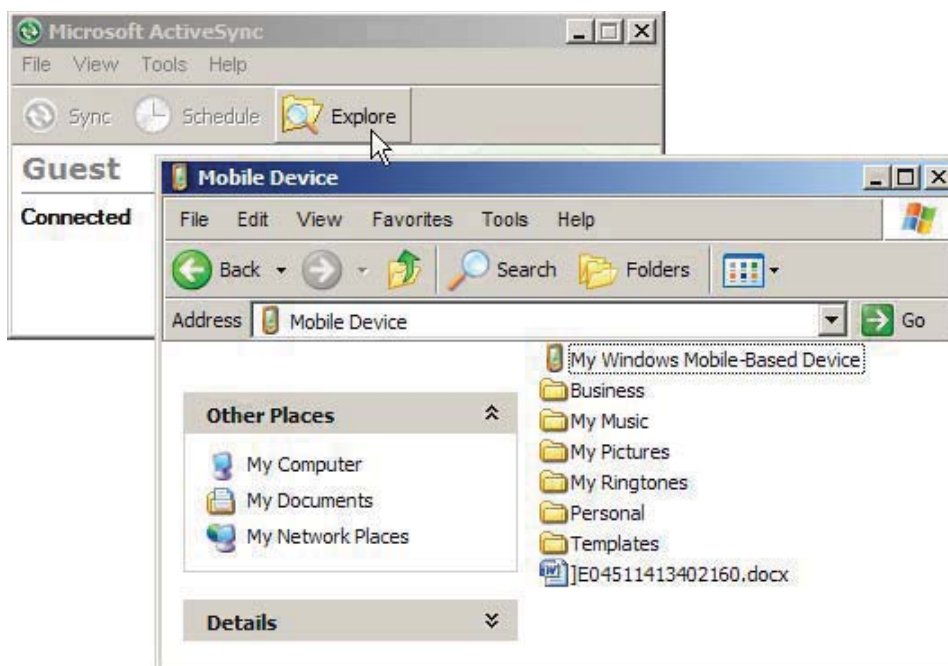 Microsoft ActiveSync
File View Tools Help
Sync Schedule Explore
Guest
Connected
Mobile Device
File Edit View Favorites Tools Help
Back Search Folders
Address Mobile Device Go
Other Places
My Computer
My Documents
My Network Places
Details
My Windows Mobile-Based Device
Business
My Music
My Pictures
My Ringtones
Personal
Templates
]E04511413402160.docx